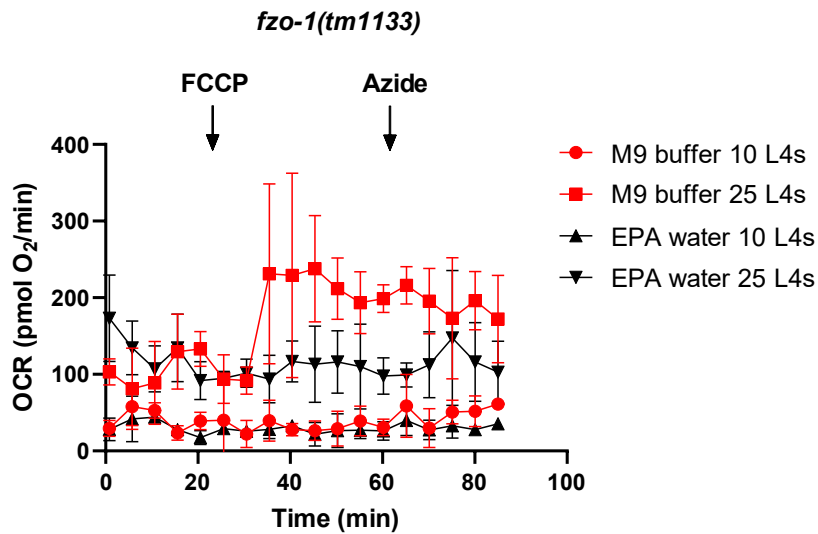 fzo-1(tm1133)
FCCP
Azide
400
300
200
100
0
OCR (pmol O₂/min)
0
20
40
60
80
100
Time (min)
M9 buffer 10 L4s
M9 buffer 25 L4s
EPA water 10 L4s
EPA water 25 L4s